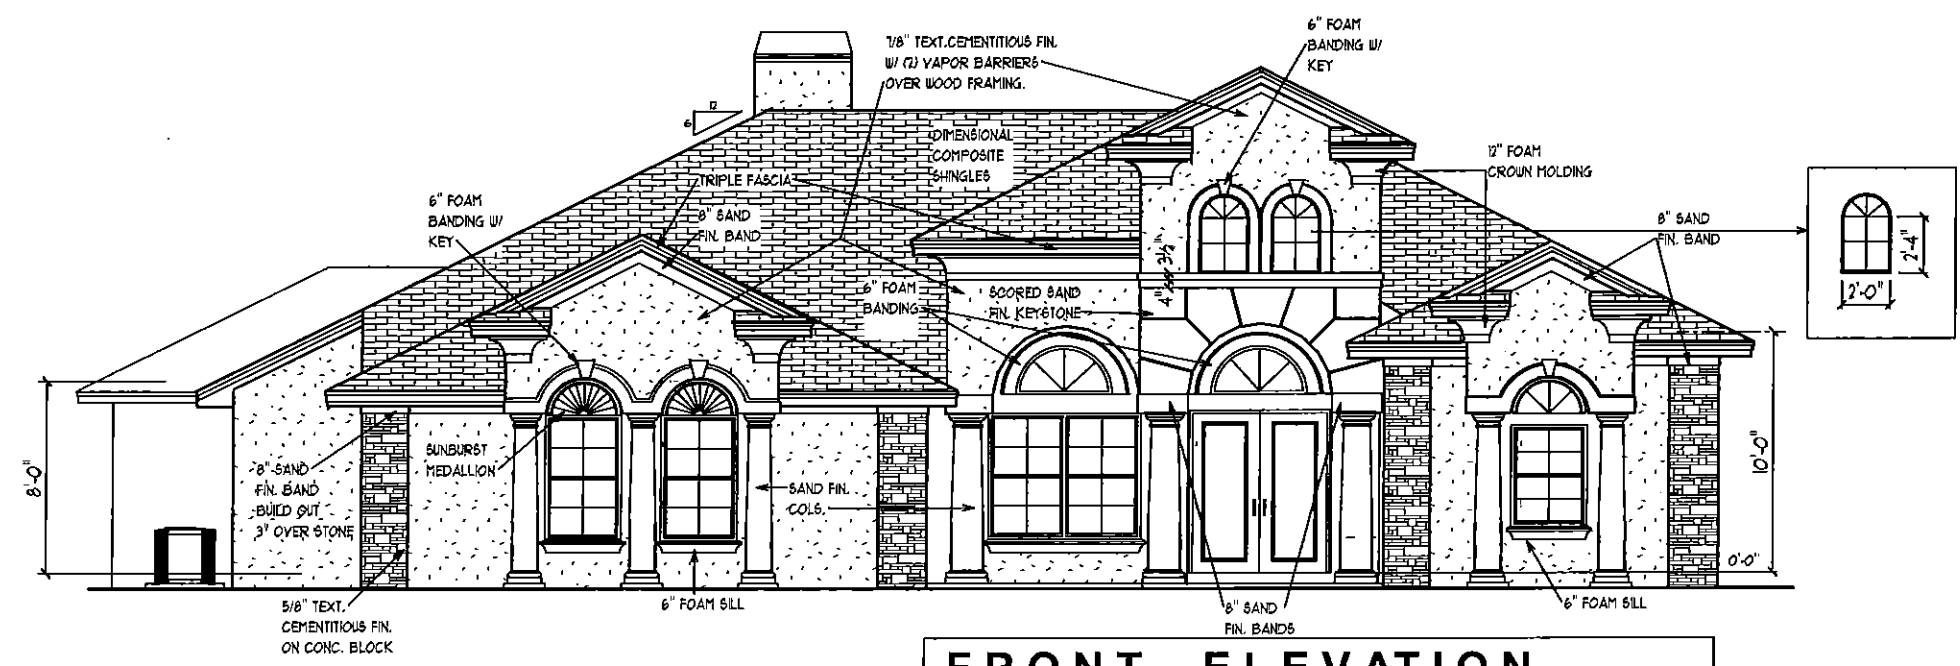 6" FOAM
BANDING W/
KEY
7/8" TEXT.CEMENTITIOUS FIN.
W/ (2) VAPOR BARRIERS
OVER WOOD FRAMING.
12
6
DIMENSIONAL
COMPOSITE
SHINGLES
12" FOAM
CROWN MOLDING
TRIPLE FASCIA
6" FOAM
BANDING W/
KEY
8" SAND
FIN. BAND
8" SAND
FIN. BAND
2'-4"
2'-0"
6" FOAM
BANDING
SCORED SAND
FIN. KEYSTONE
SUNBURST
MEDALLION
8'-0"
10'-0"
8" SAND
FIN. BAND
BUILD OUT
3" OVER STONE
SAND FIN.
COLS.
0'-0"
5/8" TEXT.
CEMENTITIOUS FIN.
ON CONC. BLOCK
6" FOAM SILL
8" SAND
FIN. BANDS
6" FOAM SILL
FRONT ELEVATION